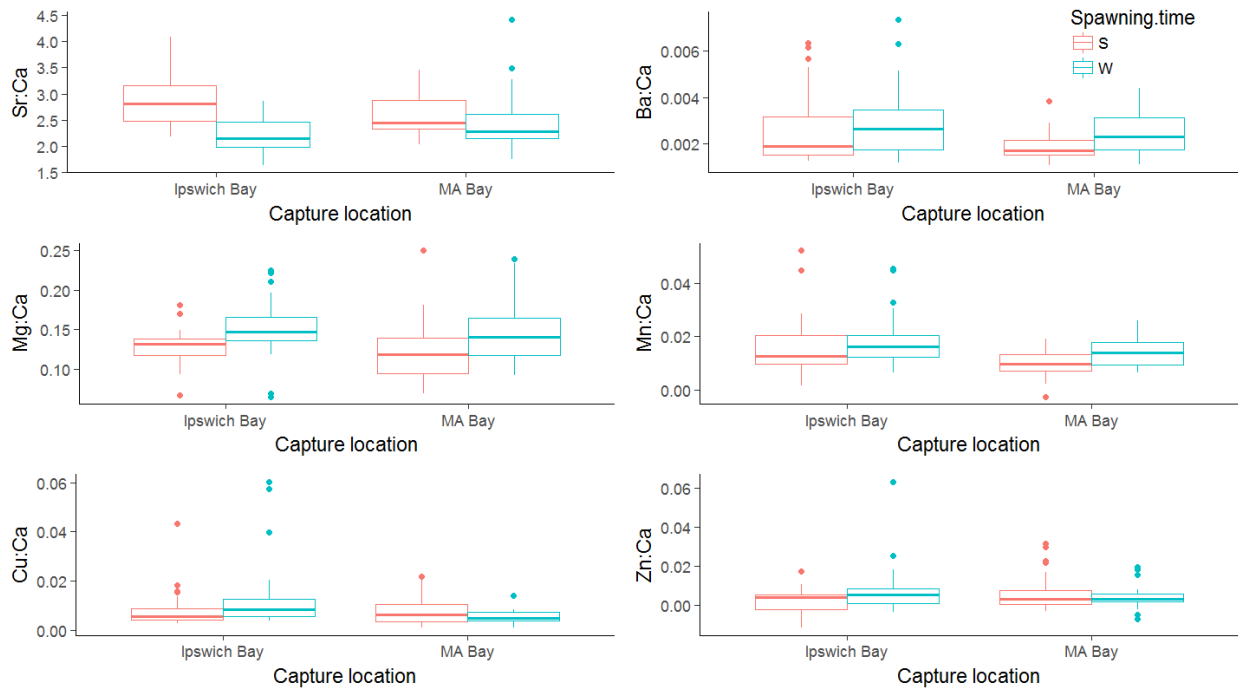 4.5
4.0
3.5
3.0
2.5
2.0
1.5
Sr:Ca
Ipswich Bay
MA Bay
Capture location
Spawning.time
S
W
0.006
0.004
0.002
Ba:Ca
Ipswich Bay
MA Bay
Capture location
0.25
0.20
0.15
0.10
Mg:Ca
Ipswich Bay
MA Bay
Capture location
0.04
0.02
0.00
Mn:Ca
Ipswich Bay
MA Bay
Capture location
0.06
0.04
0.02
0.00
Cu:Ca
Ipswich Bay
MA Bay
Capture location
0.06
0.04
0.02
0.00
Zn:Ca
Ipswich Bay
MA Bay
Capture location